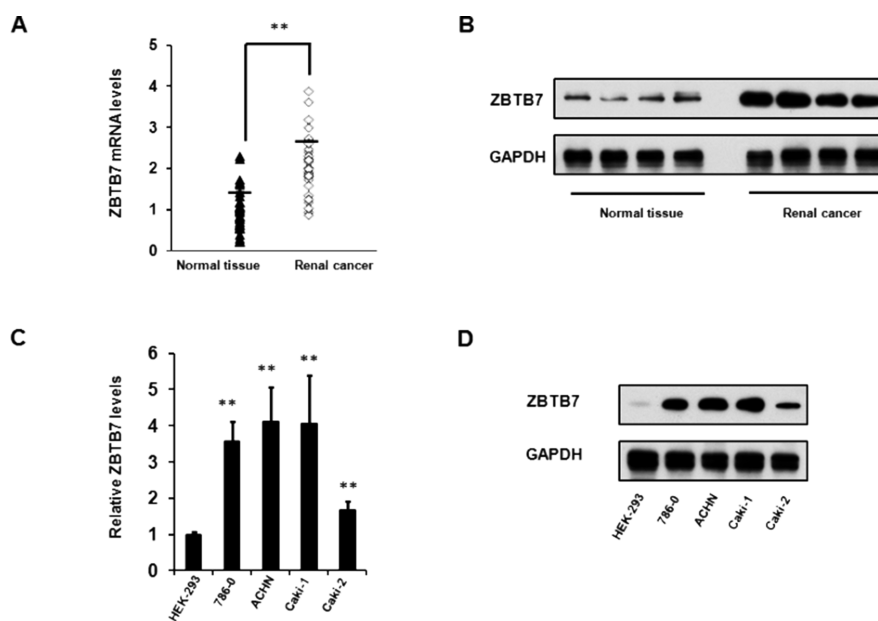 A
**
5
4
3
2
1
0
ZBTB7 mRNA levels
Normal tissue
Renal cancer
B
ZBTB7
GAPDH
Normal tissue
Renal cancer
C
6
5
4
3
2
1
0
Relative ZBTB7 levels
**
**
**
**
HEK-293
786-0
ACHN
Caki-1
Caki-2
D
ZBTB7
GAPDH
HEK-293
786-0
ACHN
Caki-1
Caki-2